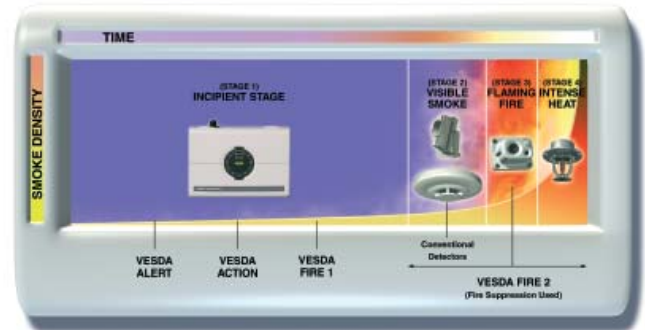 TIME
SMOKE DENSITY
(STAGE 1)
INCIPIENT STAGE
(STAGE 2)
VISIBLE
SMOKE
(STAGE 3)
FLAMING
FIRE
(STAGE 4)
INTENSE
HEAT
VESDA
ALERT
VESDA
ACTION
VESDA
FIRE 1
Conventional
Detectors
VESDA FIRE 2
(Fire Suppression Used)